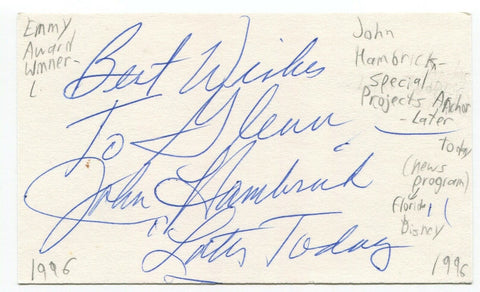 Emmy
Award
Winner-
Best Wishes
To Glenn
John Hambrick
"Later Today
1996
John
Hambrick-
Special
Projects Anchor
-Later
Today
(news
program)
Florida
Disney
1996